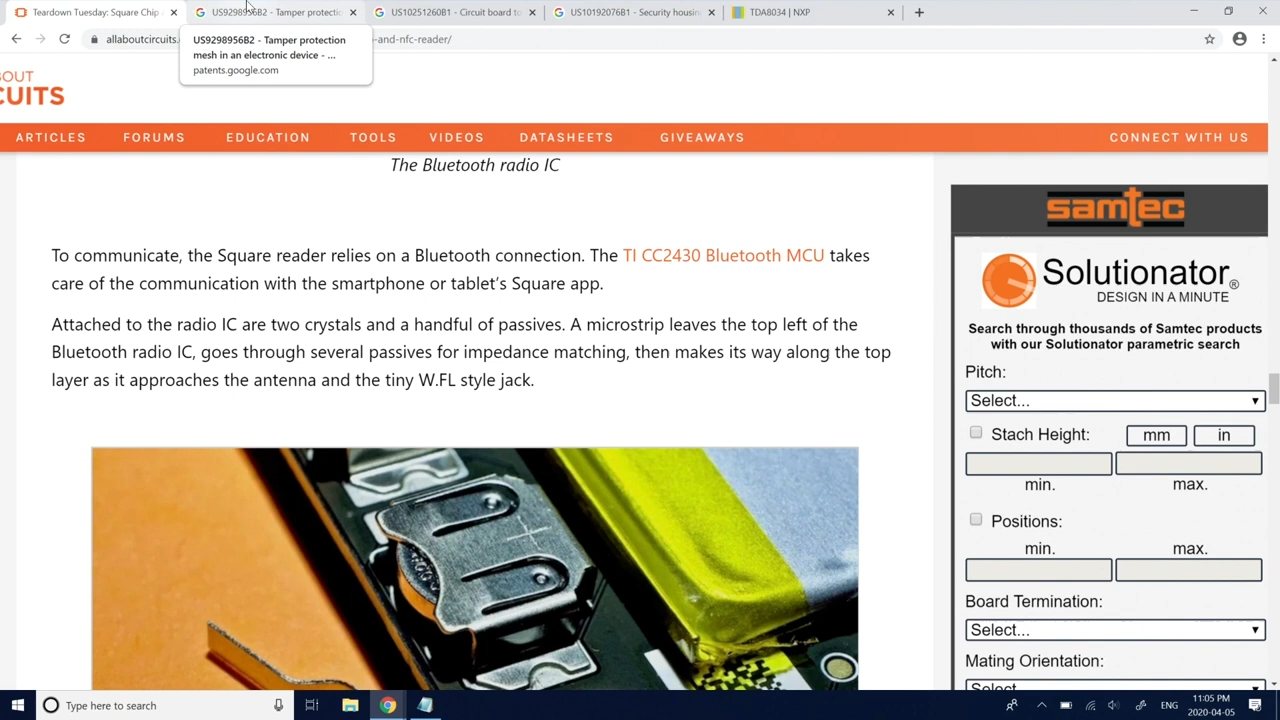 Teardown Tuesday: Square Chip
US9298956B2 - Tamper protectio
US10251260B1 - Circuit board to
US10192076B1 - Security housin
TDA8034 | NXP
allaboutcircuits.
-and-nfc-reader/
US9298956B2 - Tamper protection
mesh in an electronic device - ...
patents.google.com
OUT
CUITS
ARTICLES FORUMS EDUCATION TOOLS VIDEOS DATASHEETS GIVEAWAYS CONNECT WITH US
The Bluetooth radio IC
To communicate, the Square reader relies on a Bluetooth connection. The TI CC2430 Bluetooth MCU takes
care of the communication with the smartphone or tablet's Square app.
Attached to the radio IC are two crystals and a handful of passives. A microstrip leaves the top left of the
Bluetooth radio IC, goes through several passives for impedance matching, then makes its way along the top
layer as it approaches the antenna and the tiny W.FL style jack.
samtec
Solutionator®
DESIGN IN A MINUTE
Search through thousands of Samtec products
with our Solutionator parametric search
Pitch:
Select...
Stach Height: mm in
min. max.
Positions:
min. max.
Board Termination:
Select...
Mating Orientation:
Select
Type here to search
ENG
11:05 PM
2020-04-05